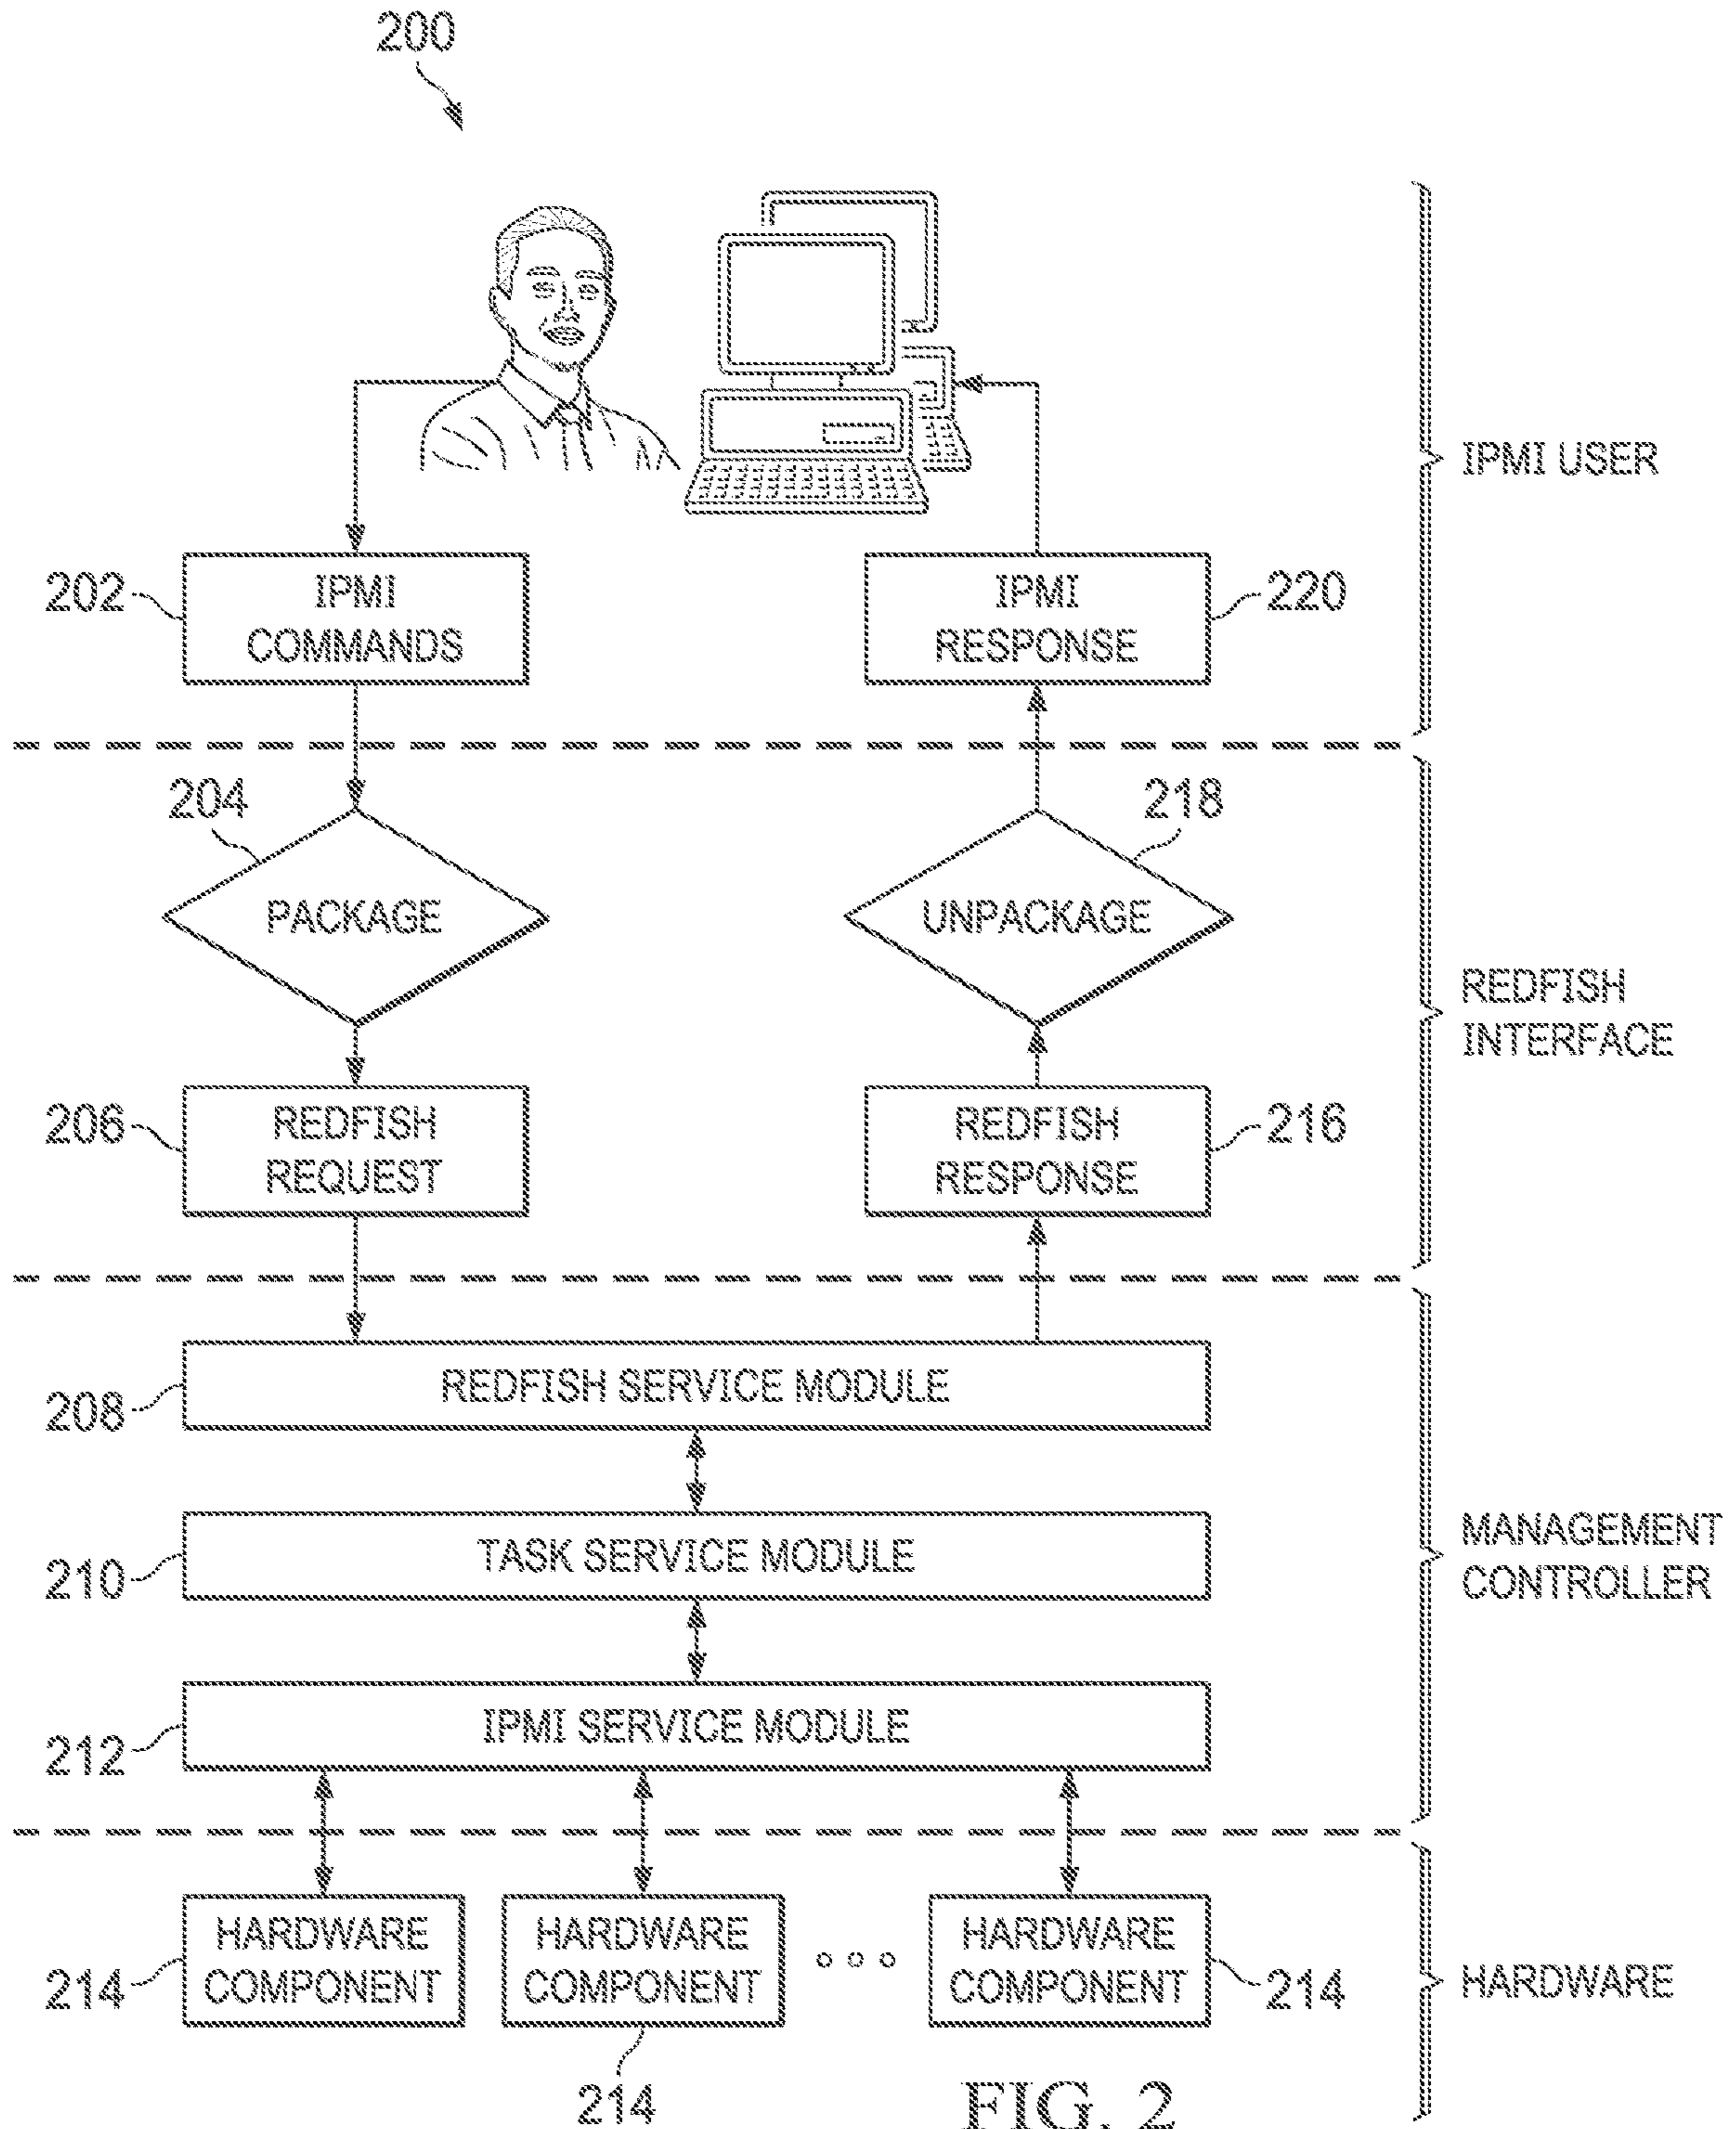 200
IPMI USER
202
IPMI
COMMANDS
IPMI
RESPONSE
220
204
218
PACKAGE
UNPACKAGE
REDFISH
INTERFACE
206
REDFISH
REQUEST
REDFISH
RESPONSE
216
208
REDFISH SERVICE MODULE
210
TASK SERVICE MODULE
MANAGEMENT
CONTROLLER
212
IPMI SERVICE MODULE
214
HARDWARE
COMPONENT
HARDWARE
COMPONENT
HARDWARE
COMPONENT
214
HARDWARE
214
FIG. 2